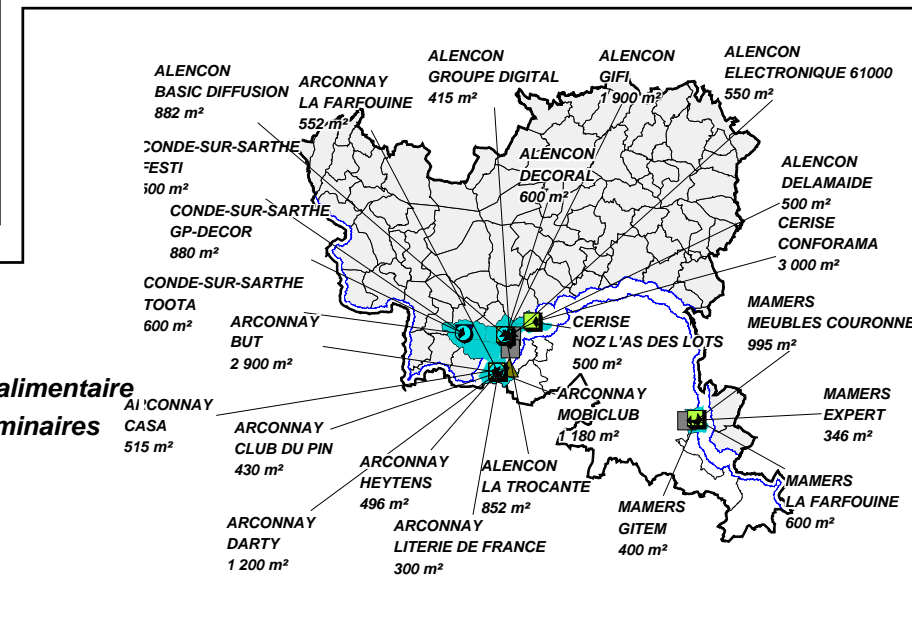 ALENCON
BASIC DIFFUSION
882 m²
ARCONNAY
LA FARFOUINE
552 m²
ALENCON
GROUPE DIGITAL
415 m²
ALENCON
GIFI
1 900 m²
ALENCON
ELECTRONIQUE 61000
550 m²
CONDE-SUR-SARTHE
FESTI
600 m²
ALENCON
DECORAL
600 m²
ALENCON
DELAMAIDE
500 m²
CONDE-SUR-SARTHE
GP-DECOR
880 m²
CERISE
CONFORAMA
3 000 m²
CONDE-SUR-SARTHE
TOOTA
600 m²
ARCONNAY
BUT
2 900 m²
CERISE
NOZ L'AS DES LOTS
500 m²
MAMERS
MEUBLES COURONNE
995 m²
alimentaire
minaires
ARCONNAY
CASA
515 m²
ARCONNAY
CLUB DU PIN
430 m²
ARCONNAY
HEYTENS
496 m²
ALENCON
LA TROCANTE
852 m²
ARCONNAY
MOBICLUB
1 180 m²
MAMERS
EXPERT
346 m²
ARCONNAY
DARTY
1 200 m²
ARCONNAY
LITERIE DE FRANCE
300 m²
MAMERS
GITEM
400 m²
MAMERS
LA FARFOUINE
600 m²